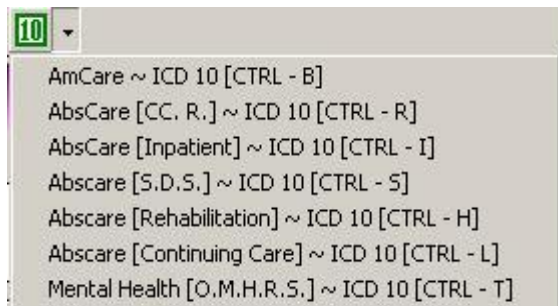 10
AmCare ~ ICD 10 [CTRL - B]
AbsCare [CC. R.] ~ ICD 10 [CTRL - R]
AbsCare [Inpatient] ~ ICD 10 [CTRL - I]
Abscare [S.D.S.] ~ ICD 10 [CTRL - S]
Abscare [Rehabilitation] ~ ICD 10 [CTRL - H]
Abscare [Continuing Care] ~ ICD 10 [CTRL - L]
Mental Health [O.M.H.R.S.] ~ ICD 10 [CTRL - T]